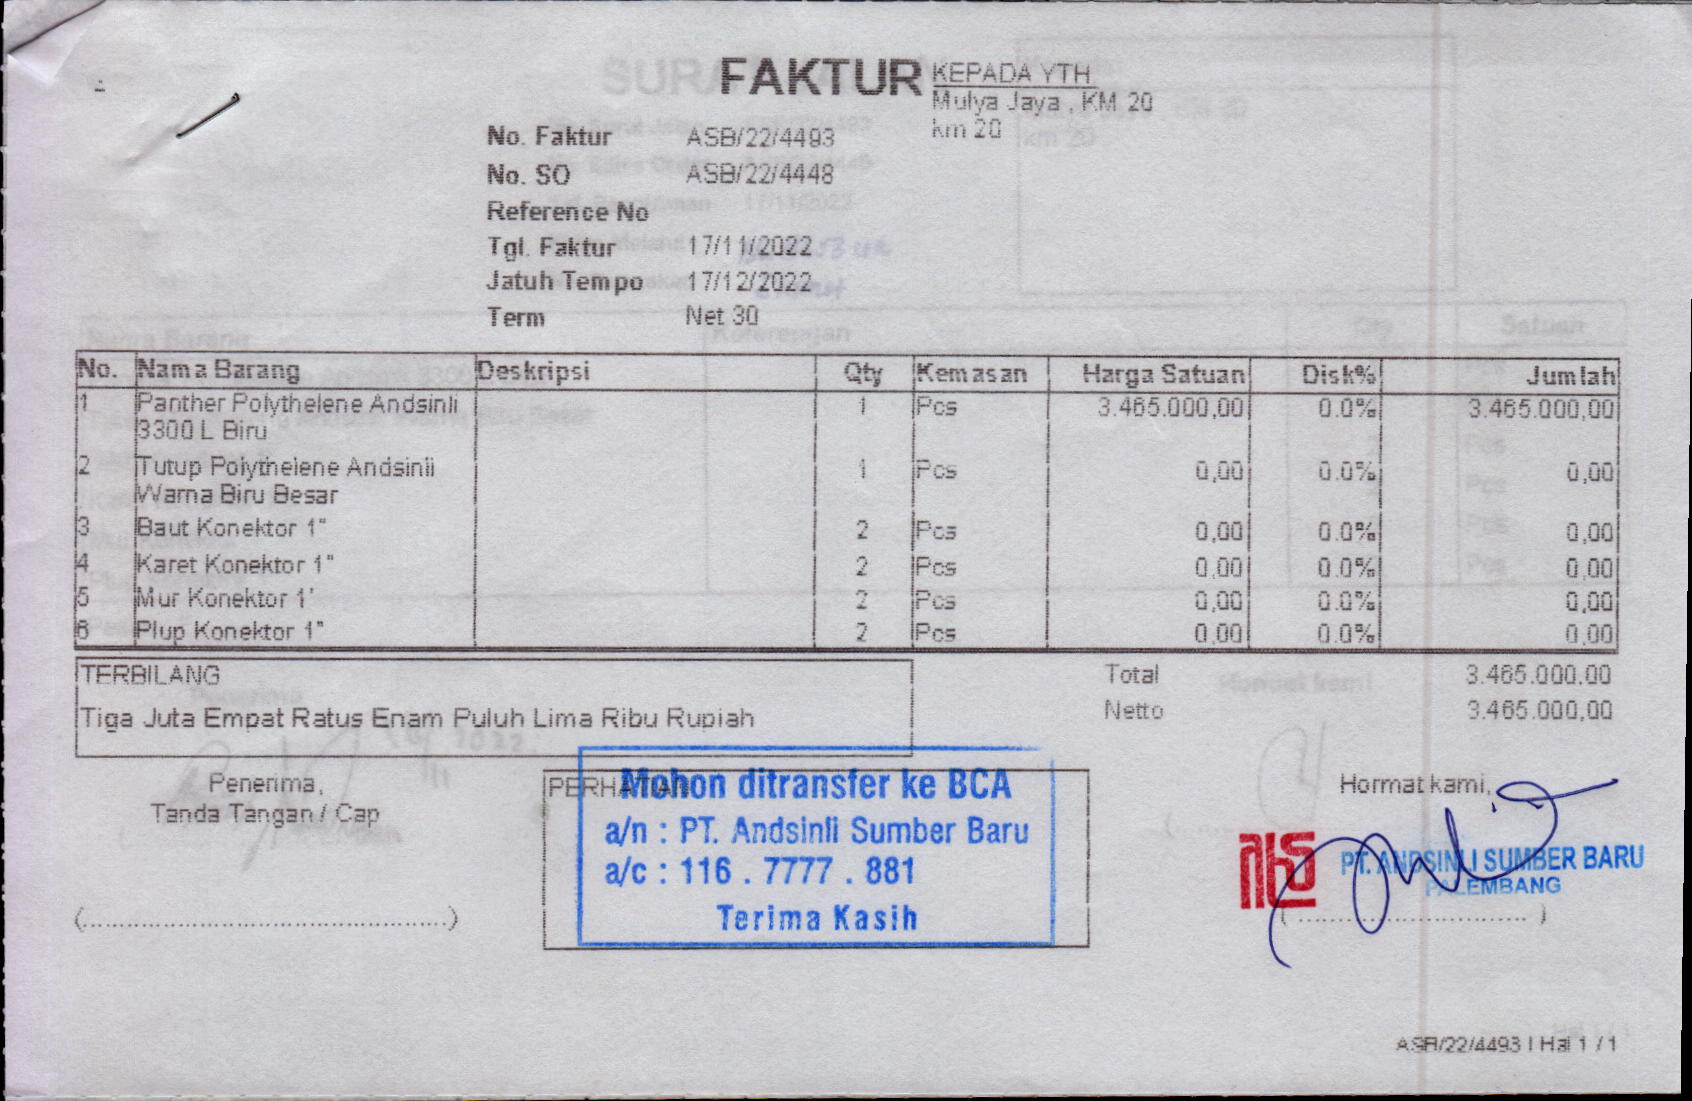 FAKTUR
KEPADA YTH
Mulya Jaya , KM 20
km 20
No. Faktur ASB/22/4493
No. SO ASB/22/4448
Reference No
Tgl. Faktur 17/11/2022
Jatuh Tempo 17/12/2022
Term Net 30
No. Nama Barang Deskripsi Qty Kemasan Harga Satuan Disk% Jumlah
1 Panther Polythelene Andsinli 1 Pcs 3.465.000,00 0.0% 3.465.000,00
3300 L Biru
2 Tutup Polythelene Andsinli 1 Pcs 0,00 0.0% 0,00
Warna Biru Besar
3 Baut Konektor 1" 2 Pcs 0,00 0.0% 0,00
4 Karet Konektor 1" 2 Pcs 0,00 0.0% 0,00
5 Mur Konektor 1' 2 Pcs 0,00 0.0% 0,00
6 Plup Konektor 1" 2 Pcs 0,00 0.0% 0,00
TERBILANG
Tiga Juta Empat Ratus Enam Puluh Lima Ribu Rupiah
Total 3.465.000,00
Netto 3.465.000,00
Penerima,
Tanda Tangan / Cap
(..................................................)
PERHATIAN
Mohon ditransfer ke BCA
a/n : PT. Andsinli Sumber Baru
a/c : 116 . 7777 . 881
Terima Kasih
Hormat kami,
PT. ANDSINLI SUMBER BARU
PALEMBANG
( ................................ )
ASB/22/4493 | Hal 1 / 1